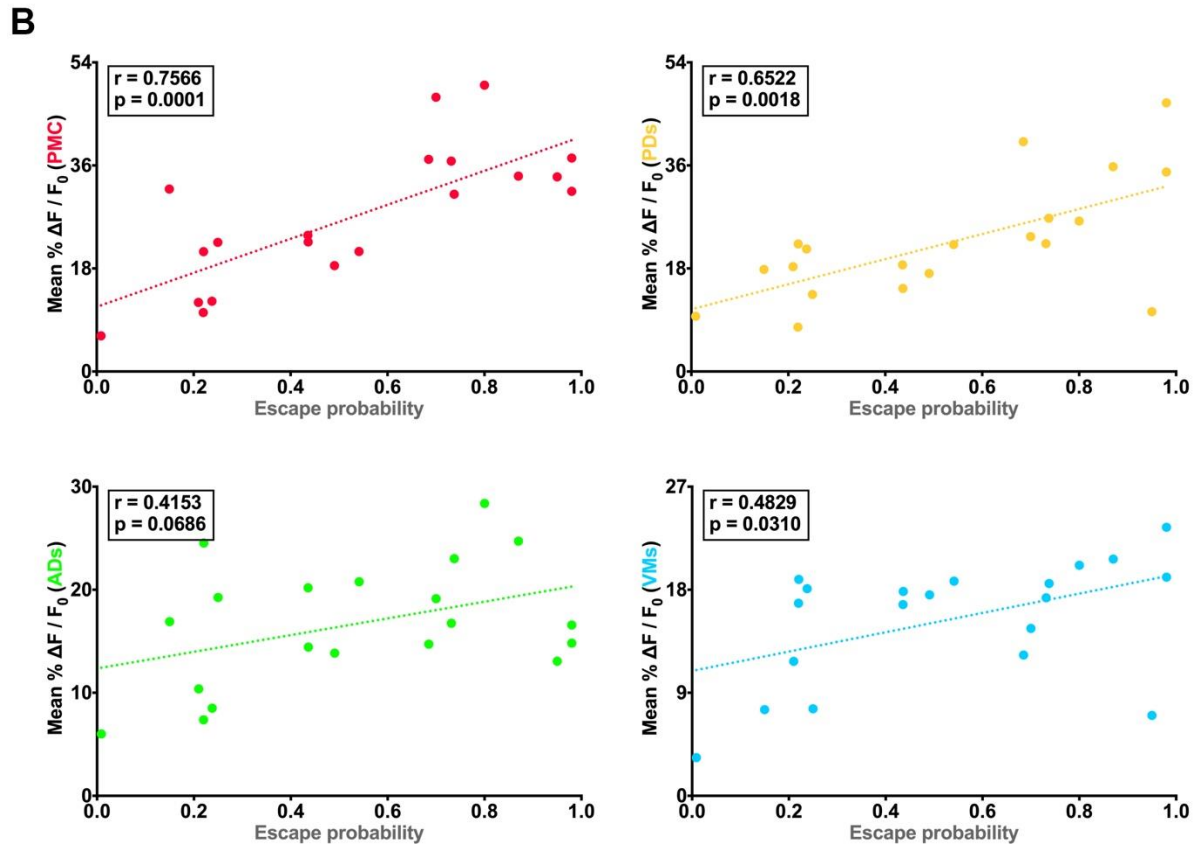 B
r = 0.7566
p = 0.0001
Mean % ΔF / F0 (PMC)
54
36
18
0
0.0 0.2 0.4 0.6 0.8 1.0
Escape probability
r = 0.6522
p = 0.0018
Mean % ΔF / F0 (PDs)
54
36
18
0
0.0 0.2 0.4 0.6 0.8 1.0
Escape probability
r = 0.4153
p = 0.0686
Mean % ΔF / F0 (ADs)
30
20
10
0
0.0 0.2 0.4 0.6 0.8 1.0
Escape probability
r = 0.4829
p = 0.0310
Mean % ΔF / F0 (VMs)
27
18
9
0
0.0 0.2 0.4 0.6 0.8 1.0
Escape probability